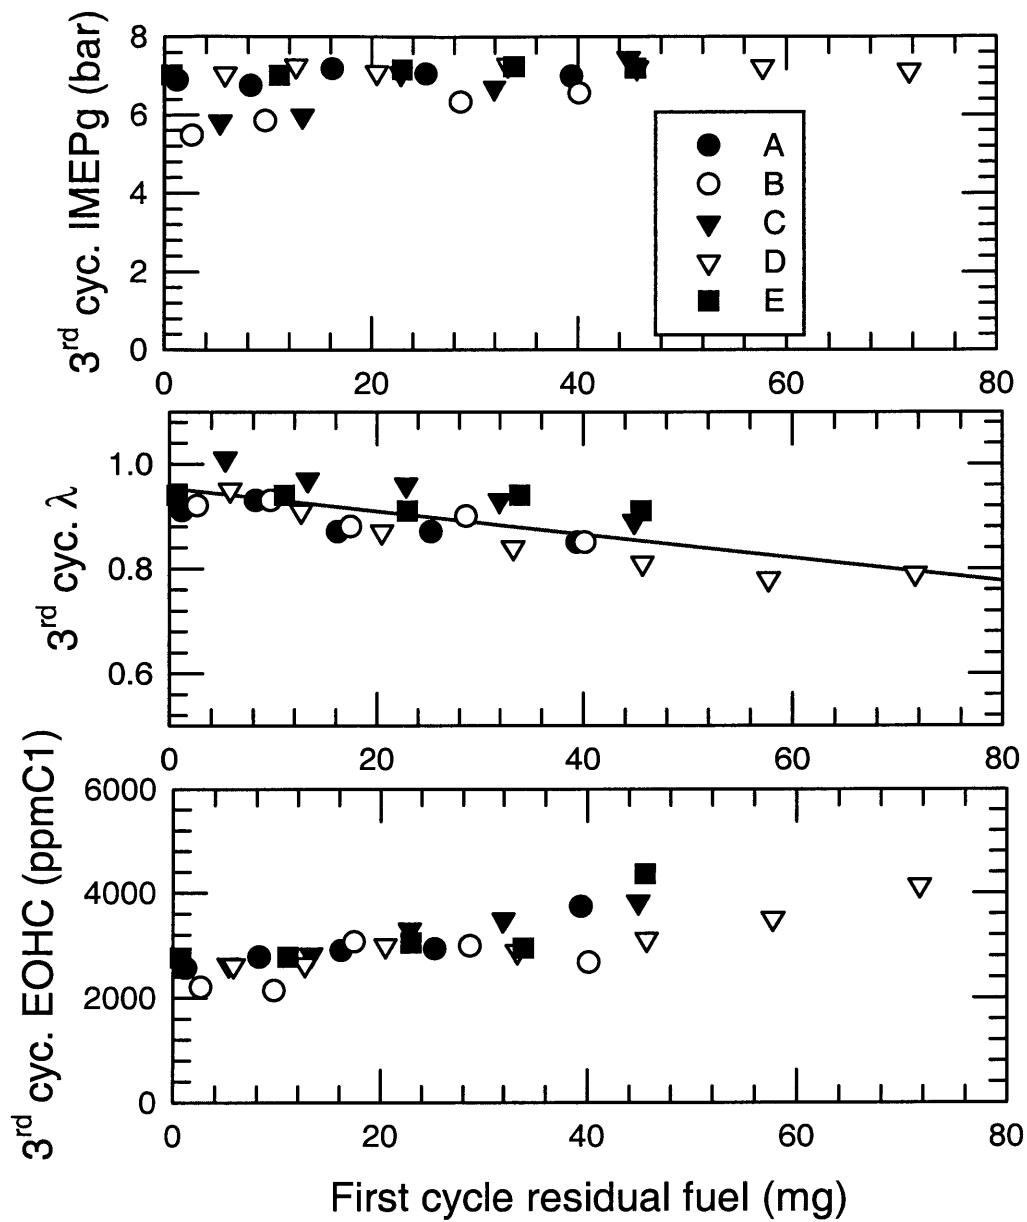 3rd cyc. IMEPg (bar)
8
6
4
2
0
A
B
C
D
E
0 20 40 60 80
3rd cyc. λ
1.0
0.8
0.6
0 20 40 60 80
3rd cyc. EOHC (ppmC1)
6000
4000
2000
0
0 20 40 60 80
First cycle residual fuel (mg)